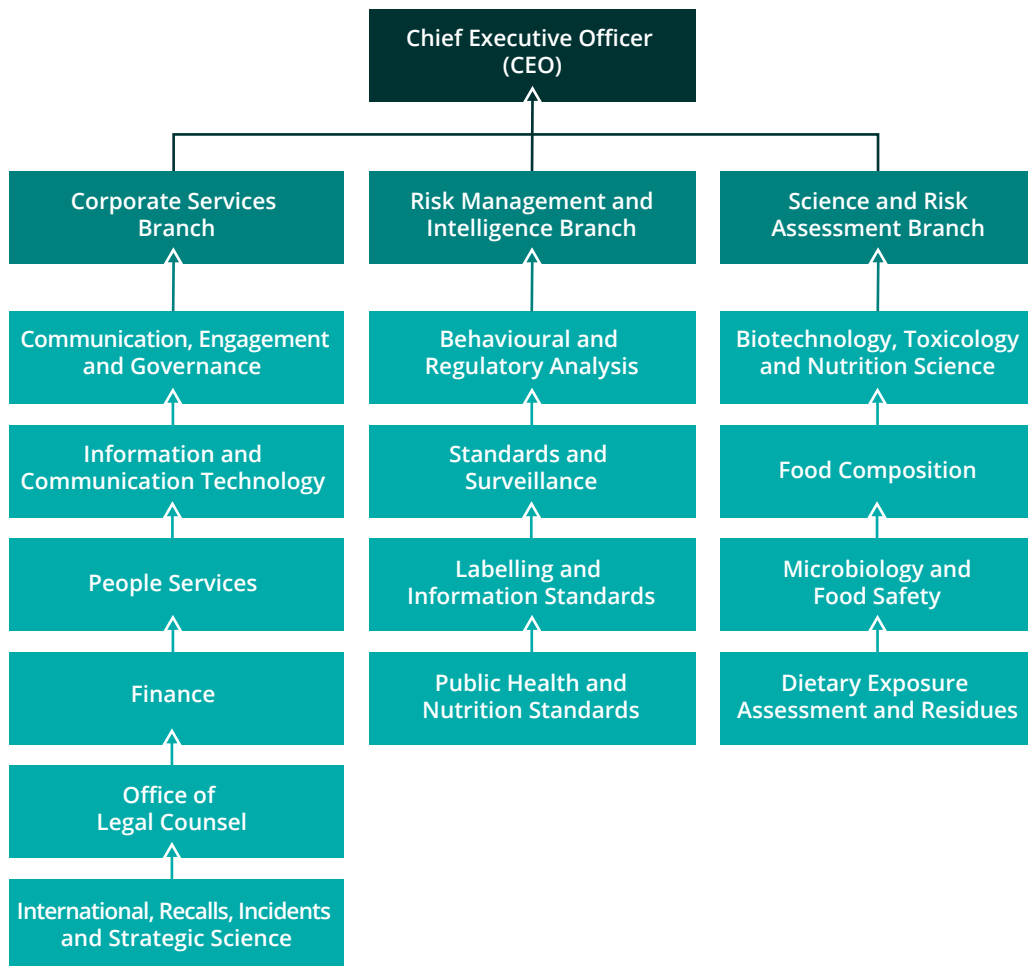 Chief Executive Officer
(CEO)
Corporate Services
Branch
Risk Management and
Intelligence Branch
Science and Risk
Assessment Branch
Communication, Engagement
and Governance
Information and
Communication Technology
People Services
Finance
Office of
Legal Counsel
International, Recalls, Incidents
and Strategic Science
Behavioural and
Regulatory Analysis
Standards and
Surveillance
Labelling and
Information Standards
Public Health and
Nutrition Standards
Biotechnology, Toxicology
and Nutrition Science
Food Composition
Microbiology and
Food Safety
Dietary Exposure
Assessment and Residues